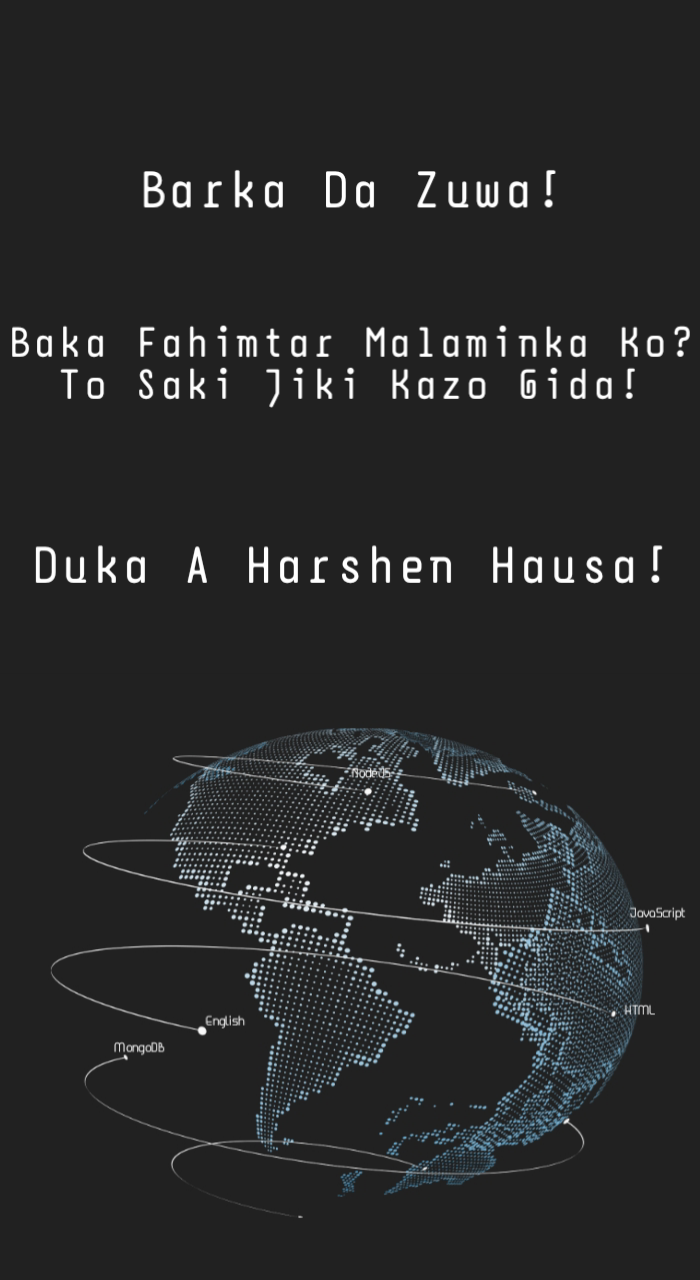 Barka Da Zuwa!
Baka Fahimtar Malaminka Ko?
To Saki Jiki Kazo Gida!
Duka A Harshen Hausa!
NodeJS
JavaScript
HTML
English
MongoDB